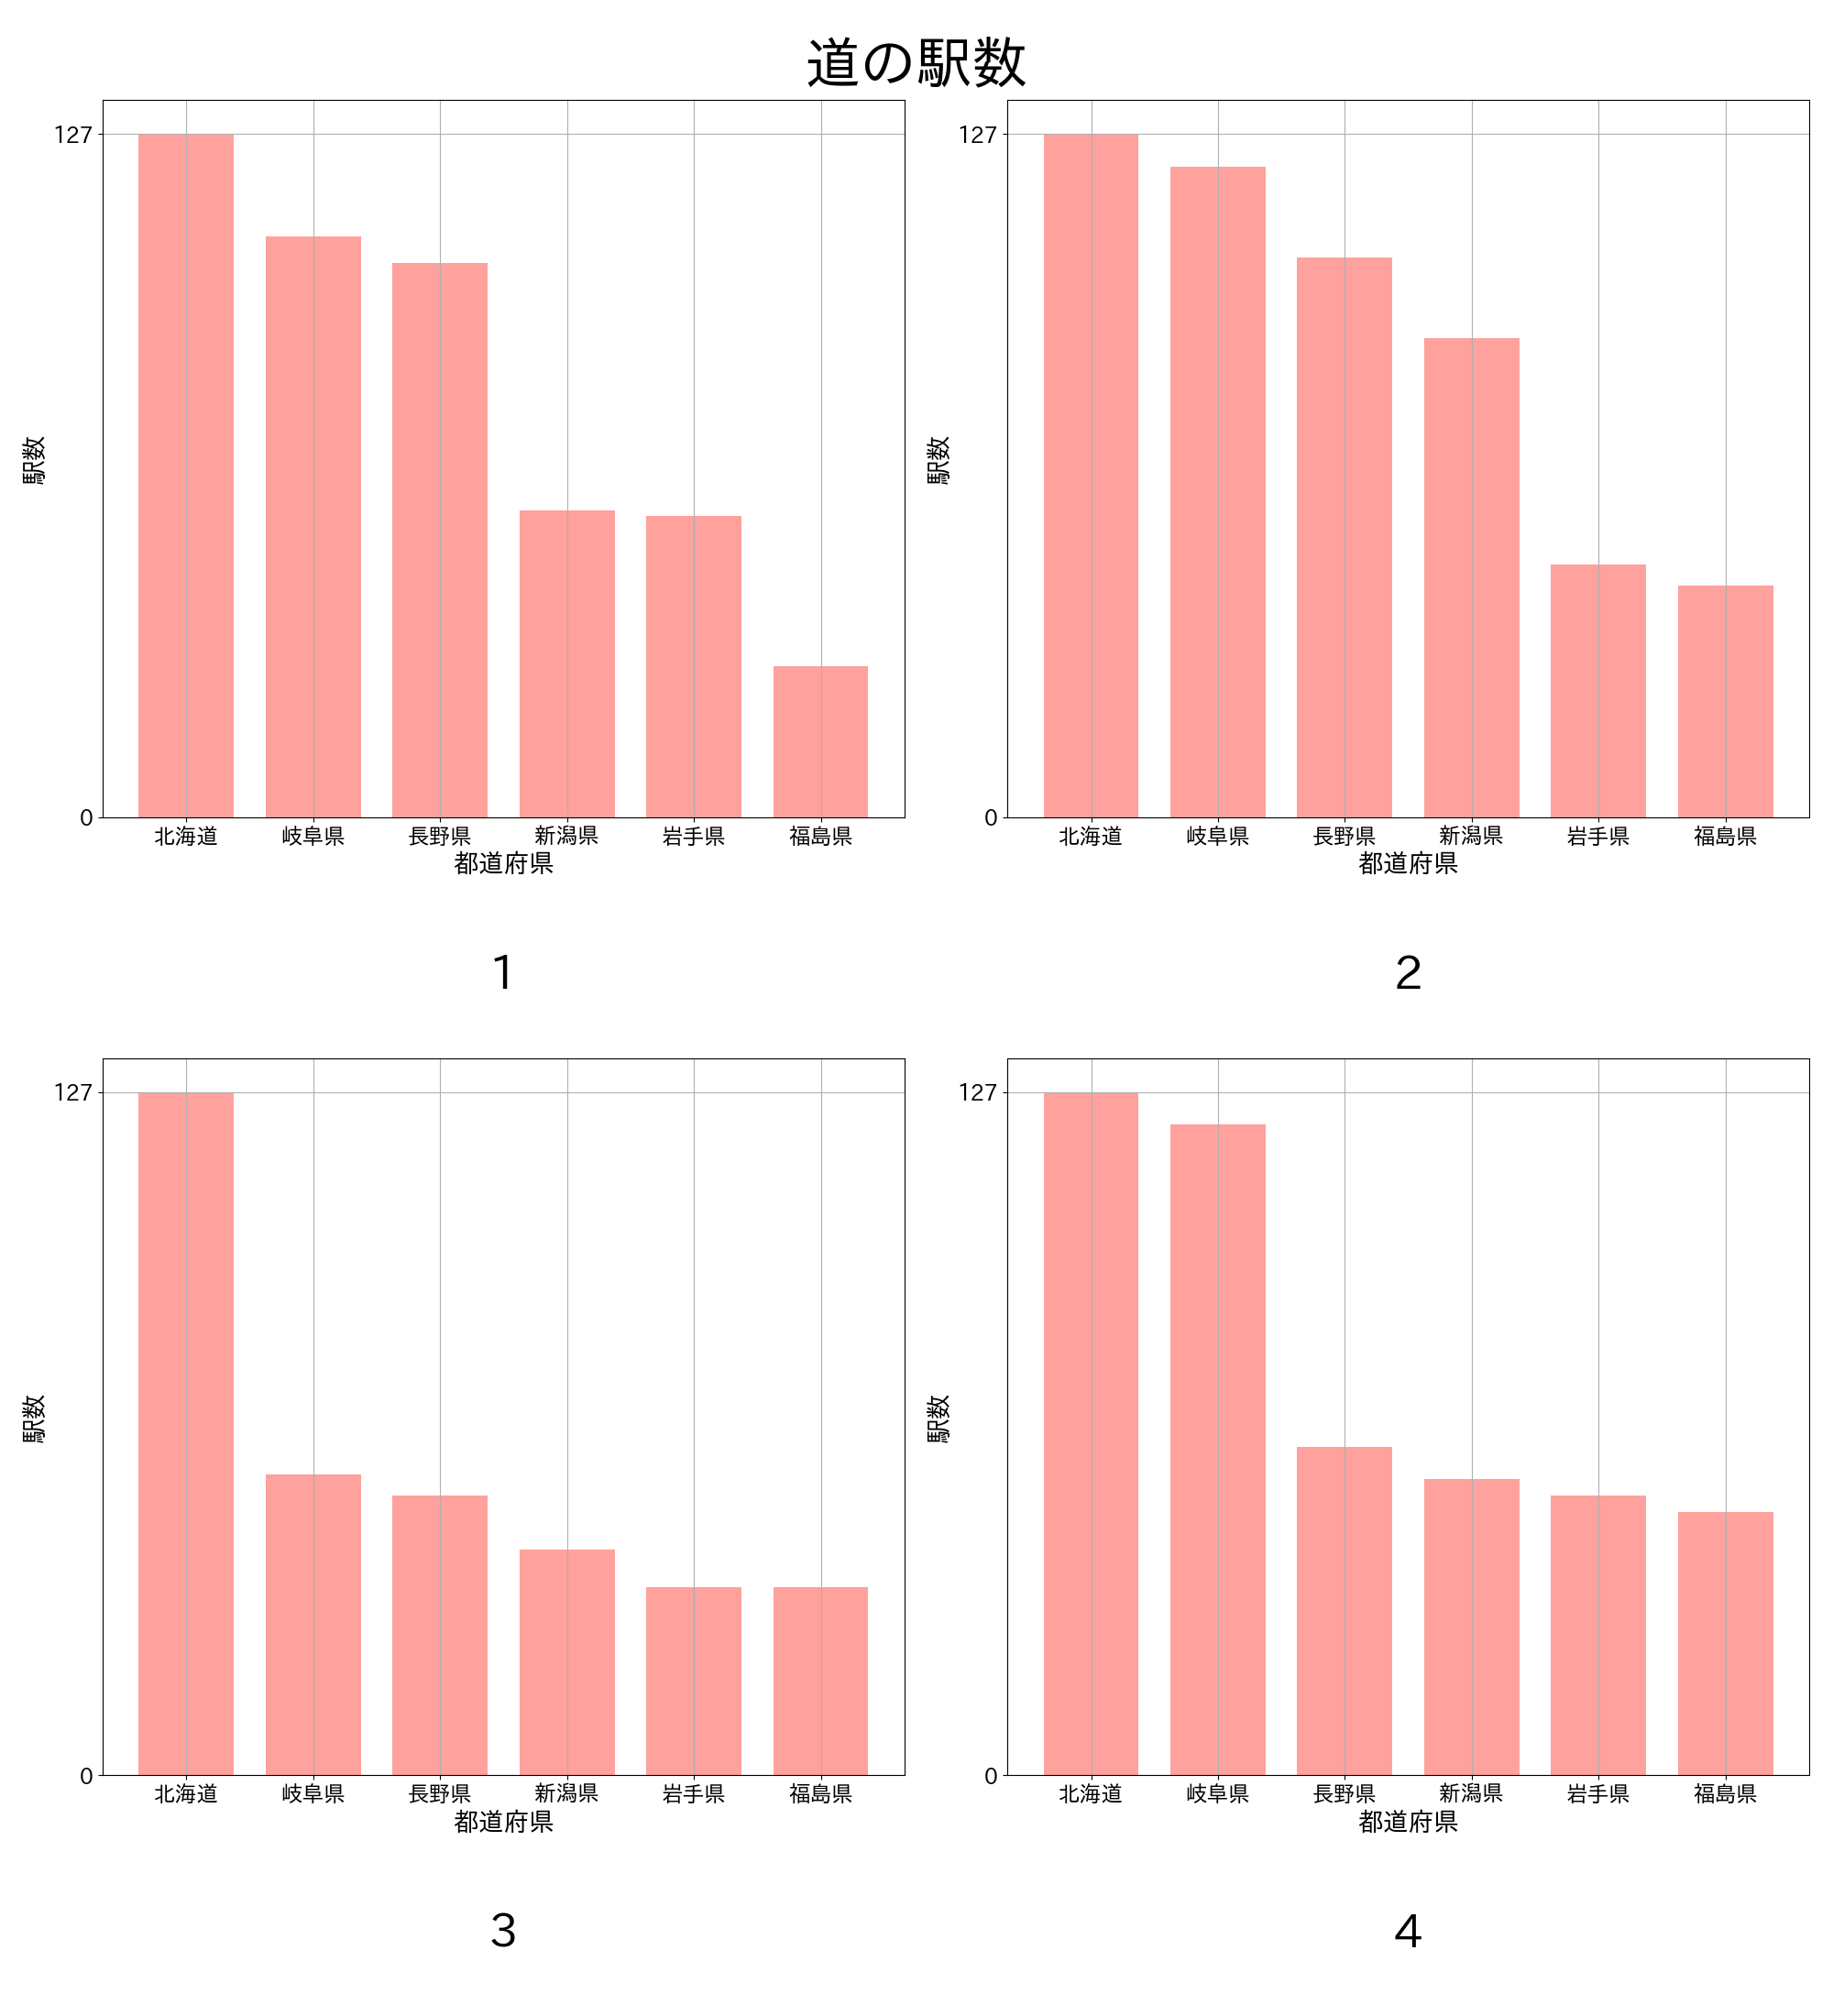 道の駅数
127
0
駅数
北海道 岐阜県 長野県 新潟県 岩手県 福島県
都道府県
1
127
0
駅数
北海道 岐阜県 長野県 新潟県 岩手県 福島県
都道府県
2
127
0
駅数
北海道 岐阜県 長野県 新潟県 岩手県 福島県
都道府県
3
127
0
駅数
北海道 岐阜県 長野県 新潟県 岩手県 福島県
都道府県
4